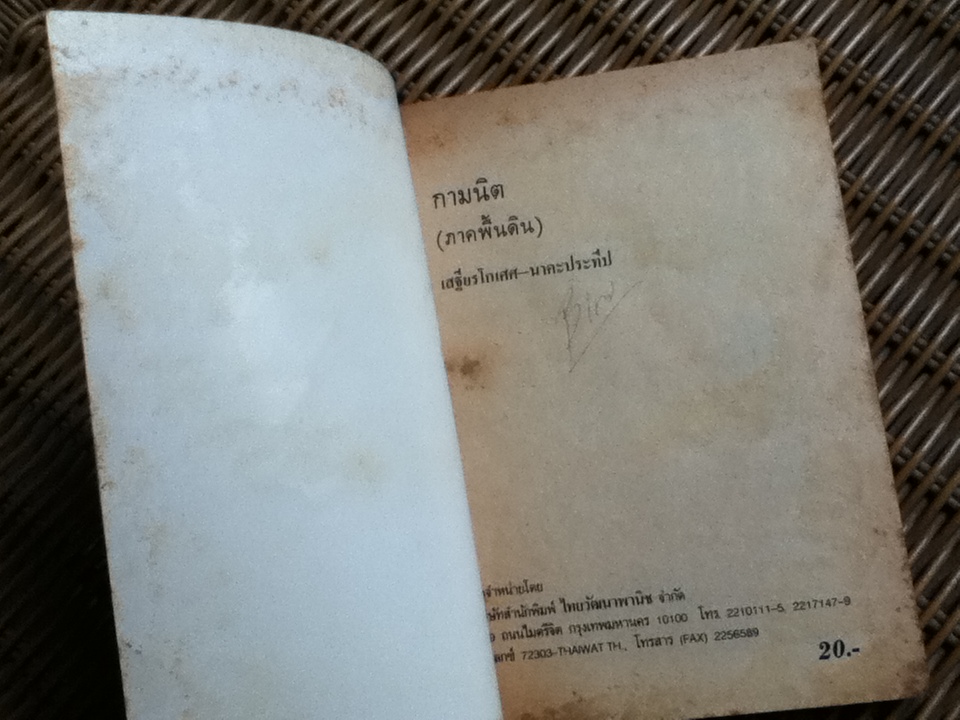 กามนิต
(ภาคพื้นดิน)
เสฐียรโกเศศ–นาคะประทีป
จำหน่ายโดย
สำนักพิมพ์ ไทยวัฒนาพานิช จำกัด
ถนนไมตรีจิต กรุงเทพมหานคร 10100 โทร. 2210111-5, 2217147-9
72303-THAIWAT TH., โทรสาร (FAX) 2256589
20.-